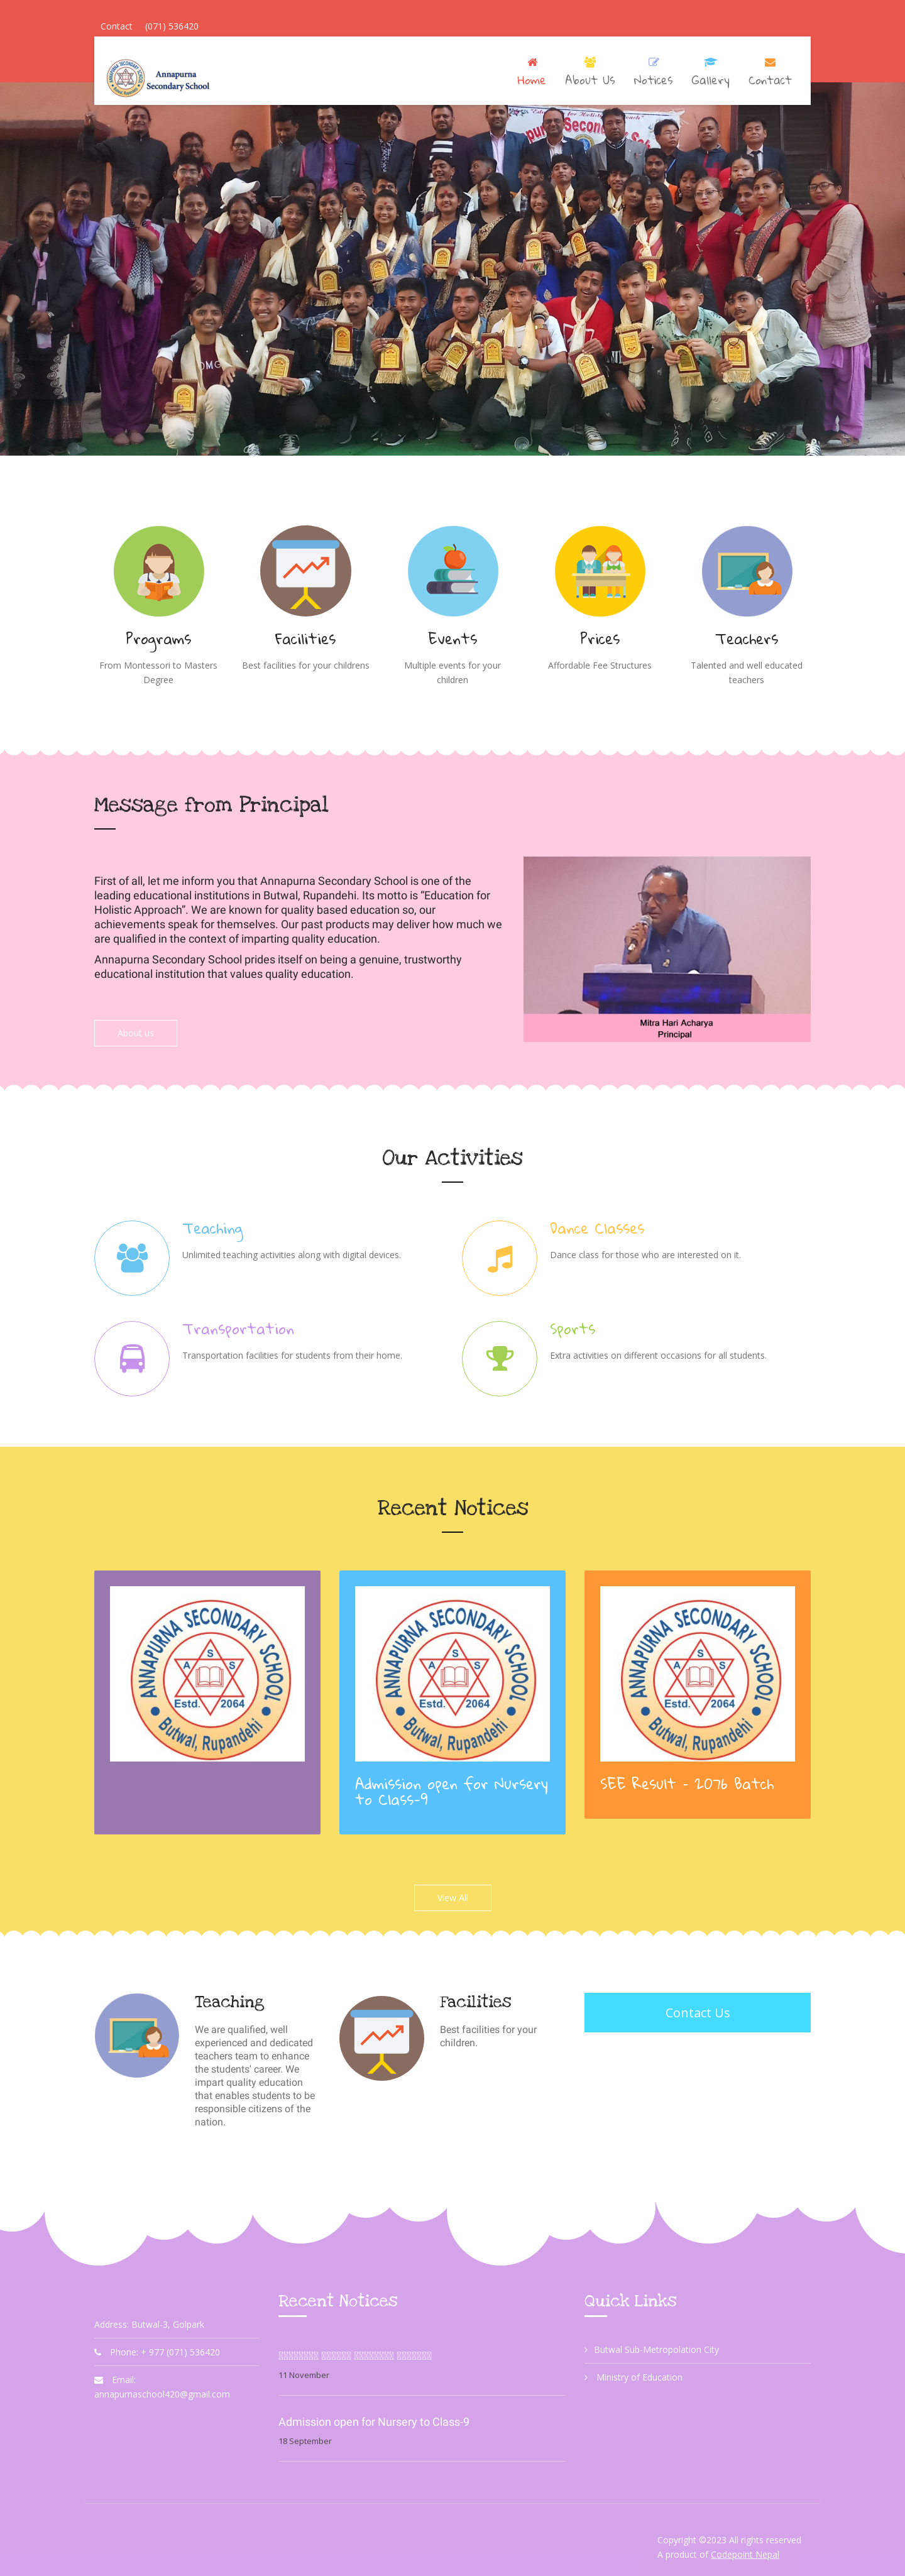 Contact (071) 536420
Annapurna
Secondary School
Home About Us Notices Gallery Contact
Programs
From Montessori to Masters
Degree
Facilities
Best facilities for your childrens
Events
Multiple events for your
children
Prices
Affordable Fee Structures
Teachers
Talented and well educated
teachers
Message from Principal
First of all, let me inform you that Annapurna Secondary School is one of the
leading educational institutions in Butwal, Rupandehi. Its motto is “Education for
Holistic Approach”. We are known for quality based education so, our
achievements speak for themselves. Our past products may deliver how much we
are qualified in the context of imparting quality education.
Annapurna Secondary School prides itself on being a genuine, trustworthy
educational institution that values quality education.
About us
Mitra Hari Acharya
Principal
Our Activities
Teaching
Unlimited teaching activities along with digital devices.
Dance Classes
Dance class for those who are interested on it.
Transportation
Transportation facilities for students from their home.
Sports
Extra activities on different occasions for all students.
Recent Notices
ANNAPURNA SECONDARY SCHOOL
A S S
Estd. 2064
Butwal, Rupandehi
ANNAPURNA SECONDARY SCHOOL
A S S
Estd. 2064
Butwal, Rupandehi
Admission open for Nursery
to Class-9
ANNAPURNA SECONDARY SCHOOL
A S S
Estd. 2064
Butwal, Rupandehi
SEE Result - 2076 Batch
View All
Teaching
We are qualified, well
experienced and dedicated
teachers team to enhance
the students' career. We
impart quality education
that enables students to be
responsible citizens of the
nation.
Facilities
Best facilities for your
children.
Contact Us
Address: Butwal-3, Golpark
Phone: + 977 (071) 536420
Email:
annapurnaschool420@gmail.com
Recent Notices
11 November
Admission open for Nursery to Class-9
18 September
Quick Links
Butwal Sub-Metropolation City
Ministry of Education
Copyright ©2023 All rights reserved
A product of Codepoint Nepal